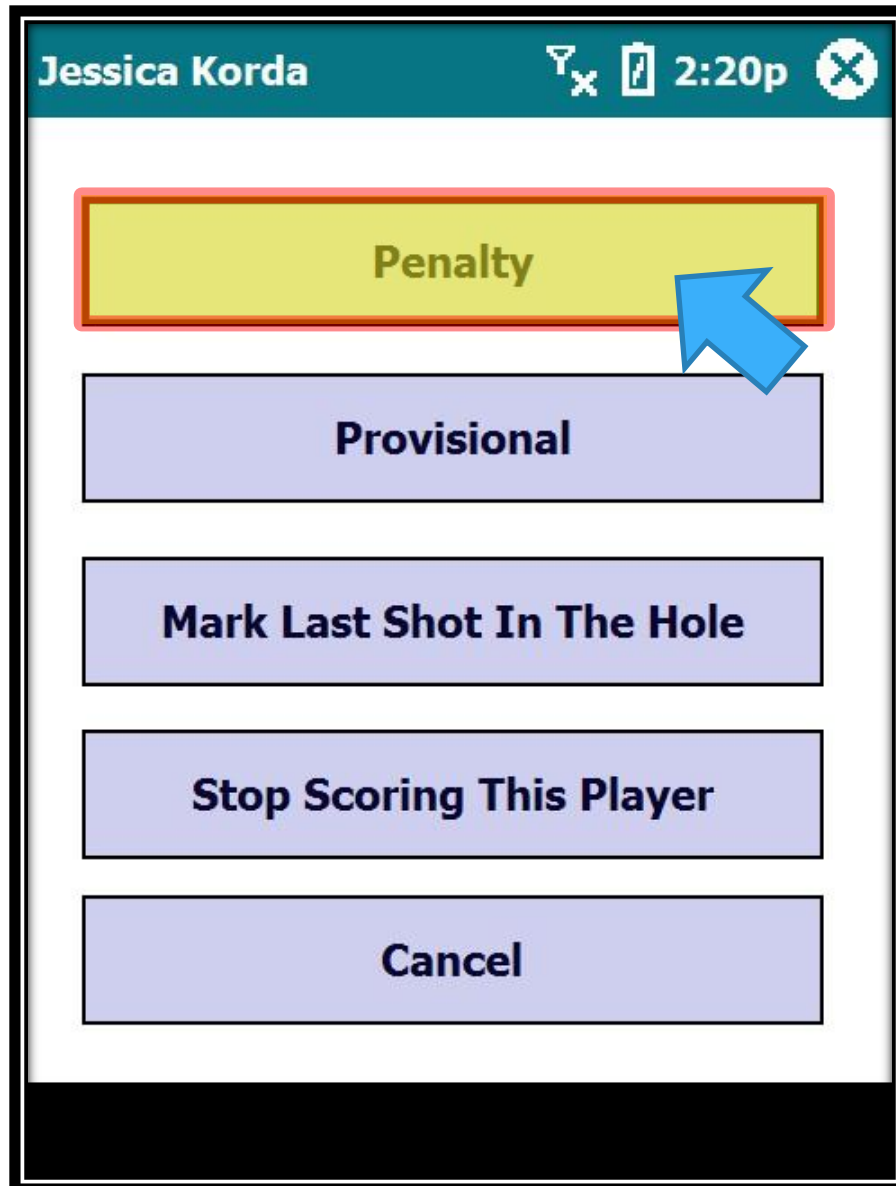 Jessica Korda 2:20p
Penalty
Provisional
Mark Last Shot In The Hole
Stop Scoring This Player
Cancel